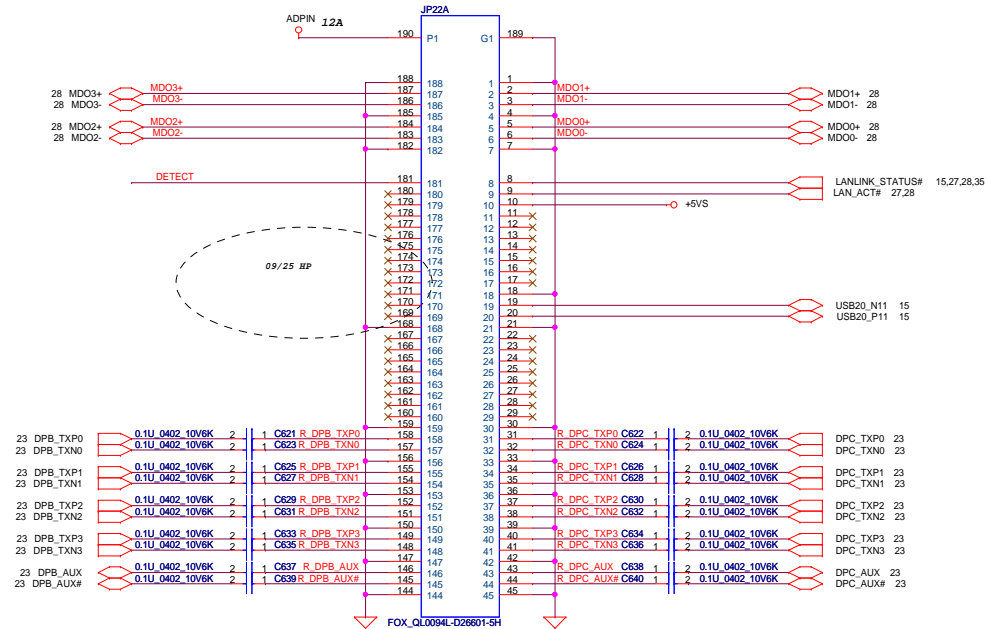 JP22A
ADPIN 12A
190 P1 G1 189
188 188 1 1
28 MDO3+ MDO3+ 187 187 2 2 MDO1+ MDO1+ 28
28 MDO3- MDO3- 186 186 3 3 MDO1- MDO1- 28
185 185 4 4
28 MDO2+ MDO2+ 184 184 5 5 MDO0+ MDO0+ 28
28 MDO2- MDO2- 183 183 6 6 MDO0- MDO0- 28
182 182 7 7
DETECT 181 181 8 8 LANLINK_STATUS# 15,27,28,35
180 180 9 9 LAN_ACT# 27,28
179 179 10 10 +5VS
178 178 11 11
177 177 12 12
176 176 13 13
175 175 14 14
174 174 15 15
09/25 HP
173 173 16 16
172 172 17 17
171 171 18 18
170 170 19 19 USB20_N11 15
169 169 20 20 USB20_P11 15
168 168 21 21
167 167 22 22
166 166 23 23
165 165 24 24
164 164 25 25
163 163 26 26
162 162 27 27
161 161 28 28
160 160 29 29
159 159 30 30
23 DPB_TXP0 0.1U_0402_10V6K 2 1 C621 R_DPB_TXP0 158 158 31 31 R_DPC_TXP0 C622 1 2 0.1U_0402_10V6K DPC_TXP0 23
23 DPB_TXN0 0.1U_0402_10V6K 2 1 C623 R_DPB_TXN0 157 157 32 32 R_DPC_TXN0 C624 1 2 0.1U_0402_10V6K DPC_TXN0 23
156 156 33 33
23 DPB_TXP1 0.1U_0402_10V6K 2 1 C625 R_DPB_TXP1 155 155 34 34 R_DPC_TXP1 C626 1 2 0.1U_0402_10V6K DPC_TXP1 23
23 DPB_TXN1 0.1U_0402_10V6K 2 1 C627 R_DPB_TXN1 154 154 35 35 R_DPC_TXN1 C628 1 2 0.1U_0402_10V6K DPC_TXN1 23
153 153 36 36
23 DPB_TXP2 0.1U_0402_10V6K 2 1 C629 R_DPB_TXP2 152 152 37 37 R_DPC_TXP2 C630 1 2 0.1U_0402_10V6K DPC_TXP2 23
23 DPB_TXN2 0.1U_0402_10V6K 2 1 C631 R_DPB_TXN2 151 151 38 38 R_DPC_TXN2 C632 1 2 0.1U_0402_10V6K DPC_TXN2 23
150 150 39 39
23 DPB_TXP3 0.1U_0402_10V6K 2 1 C633 R_DPB_TXP3 149 149 40 40 R_DPC_TXP3 C634 1 2 0.1U_0402_10V6K DPC_TXP3 23
23 DPB_TXN3 0.1U_0402_10V6K 2 1 C635 R_DPB_TXN3 148 148 41 41 R_DPC_TXN3 C636 1 2 0.1U_0402_10V6K DPC_TXN3 23
147 147 42 42
23 DPB_AUX 0.1U_0402_10V6K 2 1 C637 R_DPB_AUX 146 146 43 43 R_DPC_AUX C638 1 2 0.1U_0402_10V6K DPC_AUX 23
23 DPB_AUX# 0.1U_0402_10V6K 2 1 C639 R_DPB_AUX# 145 145 44 44 R_DPC_AUX# C640 1 2 0.1U_0402_10V6K DPC_AUX# 23
144 144 45 45
FOX_QL0094L-D26601-5H